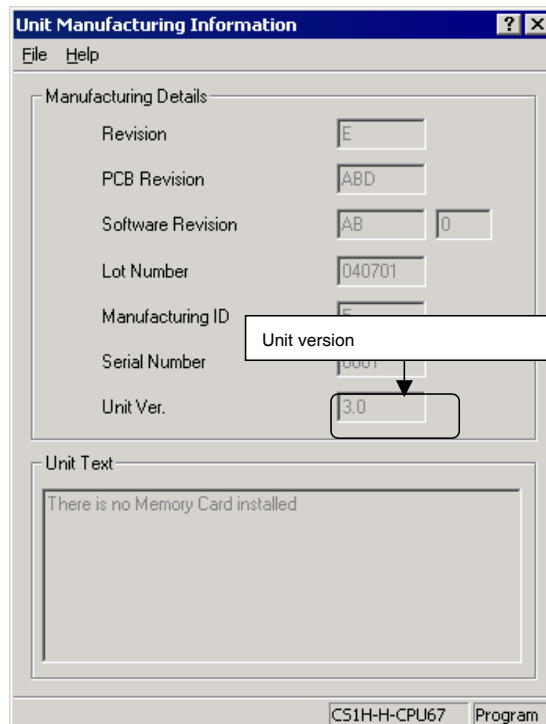 Unit Manufacturing Information
File Help
Manufacturing Details
Revision E
PCB Revision ABD
Software Revision AB 0
Lot Number 040701
Manufacturing ID
Unit version
Serial Number 0001
Unit Ver. 3.0
Unit Text
There is no Memory Card installed
CS1H-H-CPU67 Program